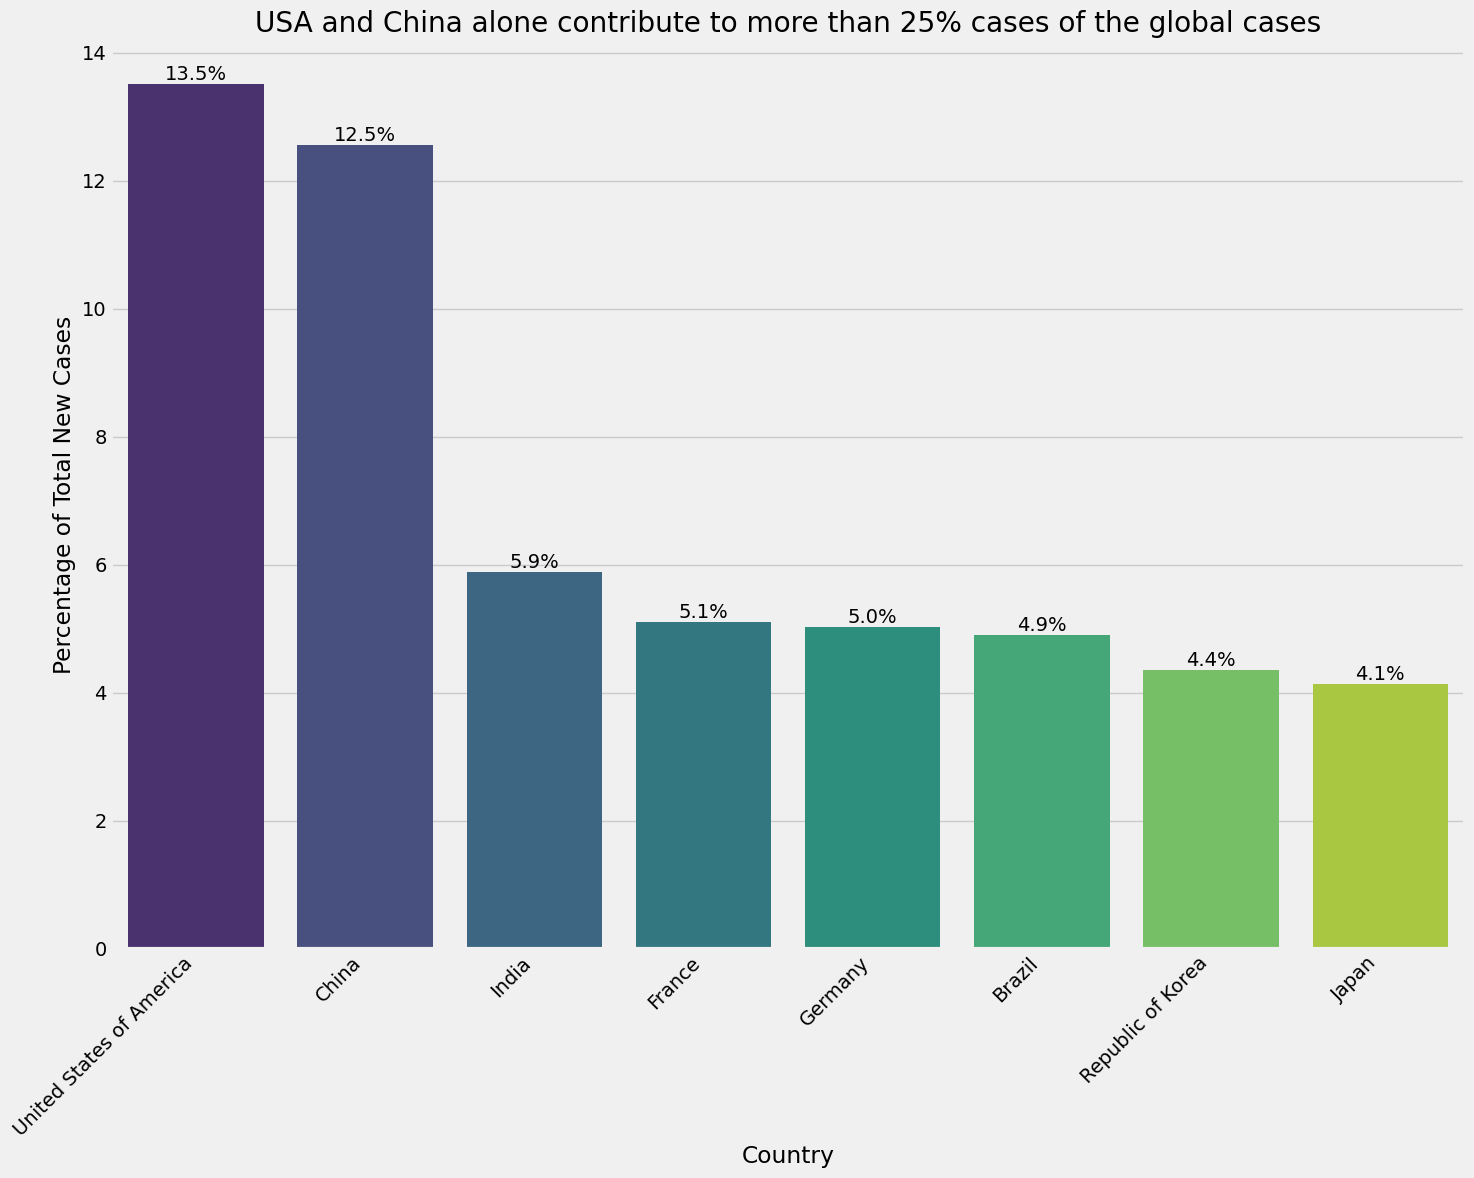 USA and China alone contribute to more than 25% cases of the global cases
Percentage of Total New Cases
14
12
10
8
6
4
2
0
13.5%
12.5%
5.9%
5.1%
5.0%
4.9%
4.4%
4.1%
United States of America
China
India
France
Germany
Brazil
Republic of Korea
Japan
Country